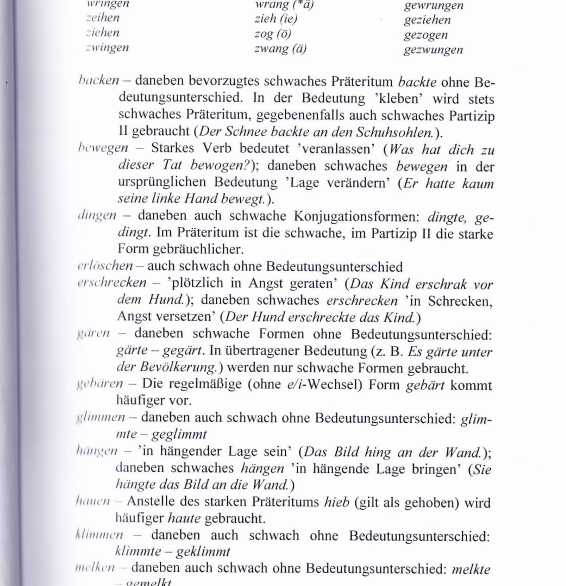 wringen wrang (*ä) gewrungen
zeihen zieh (ie) geziehen
ziehen zog (ö) gezogen
zwingen zwang (ä) gezwungen
backen – daneben bevorzugtes schwaches Präteritum backte ohne Be-
deutungsunterschied. In der Bedeutung ’kleben’ wird stets
schwaches Präteritum, gegebenenfalls auch schwaches Partizip
II gebraucht (Der Schnee backte an den Schuhsohlen.).
bewegen – Starkes Verb bedeutet ’veranlassen’ (Was hat dich zu
dieser Tat bewogen?); daneben schwaches bewegen in der
ursprünglichen Bedeutung ’Lage verändern’ (Er hatte kaum
seine linke Hand bewegt.).
dingen – daneben auch schwache Konjugationsformen: dingte, ge-
dingt. Im Präteritum ist die schwache, im Partizip II die starke
Form gebräuchlicher.
erlöschen – auch schwach ohne Bedeutungsunterschied
erschrecken – ’plötzlich in Angst geraten’ (Das Kind erschrak vor
dem Hund.); daneben schwaches erschrecken ’in Schrecken,
Angst versetzen’ (Der Hund erschreckte das Kind.)
gären – daneben schwache Formen ohne Bedeutungsunterschied:
gärte – gegärt. In übertragener Bedeutung (z. B. Es gärte unter
der Bevölkerung.) werden nur schwache Formen gebraucht.
gebären – Die regelmäßige (ohne e/i-Wechsel) Form gebärt kommt
häufiger vor.
glimmen – daneben auch schwach ohne Bedeutungsunterschied: glim-
mte – geglimmt
hängen – ’in hängender Lage sein’ (Das Bild hing an der Wand.);
daneben schwaches hängen ’in hängende Lage bringen’ (Sie
hängte das Bild an die Wand.)
hauen – Anstelle des starken Präteritums hieb (gilt als gehoben) wird
häufiger haute gebraucht.
klimmen – daneben auch schwach ohne Bedeutungsunterschied:
klimmte – geklimmt
melken – daneben auch schwach ohne Bedeutungsunterschied: melkte
– gemelkt